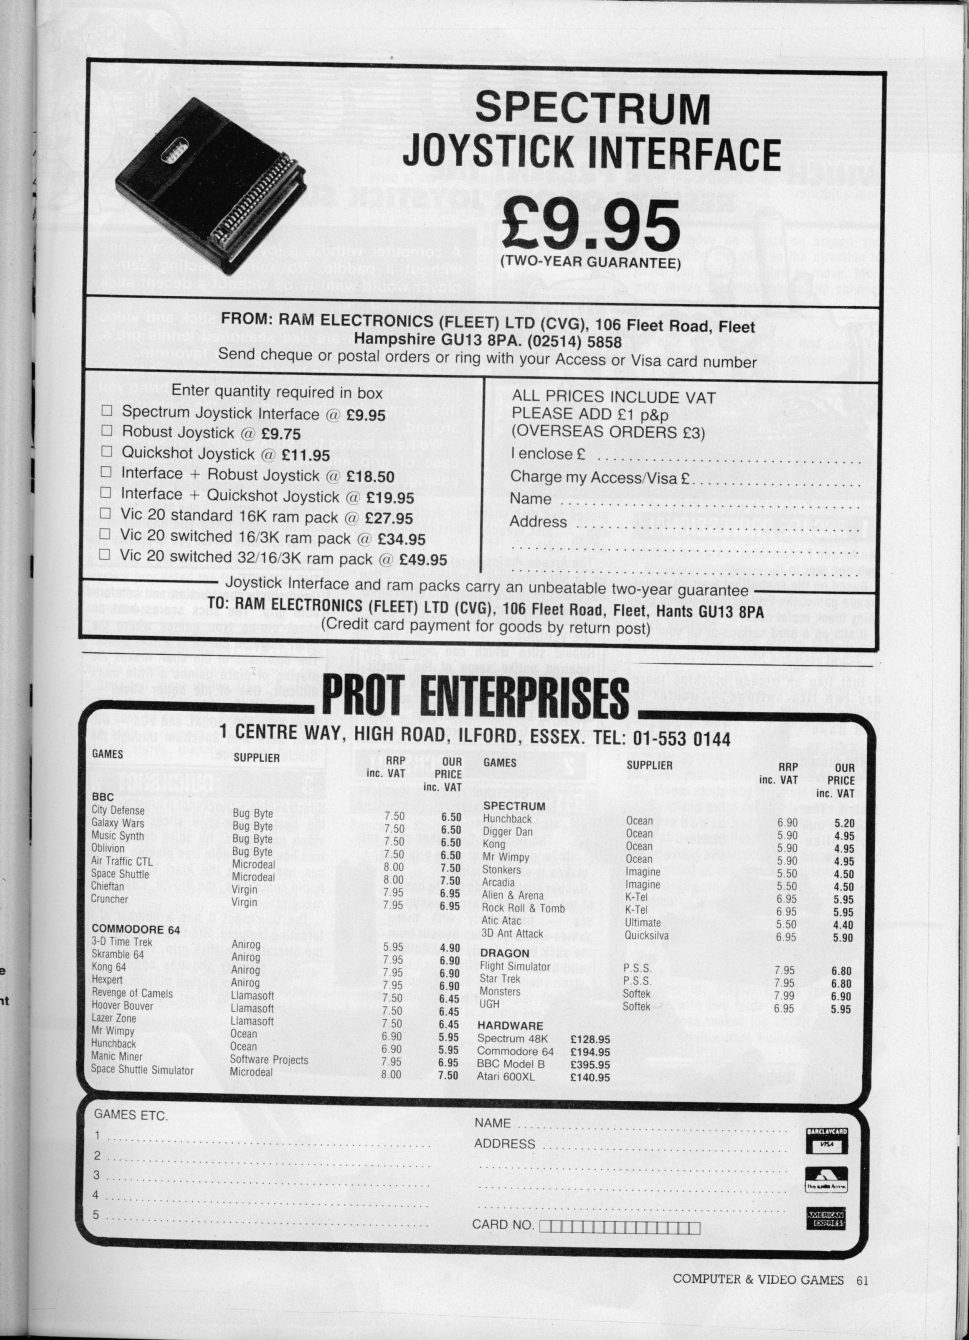 SPECTRUM
JOYSTICK INTERFACE
£9.95
(TWO-YEAR GUARANTEE)
FROM: RAM ELECTRONICS (FLEET) LTD (CVG), 106 Fleet Road, Fleet
Hampshire GU13 8PA. (02514) 5858
Send cheque or postal orders or ring with your Access or Visa card number
Enter quantity required in box
☐ Spectrum Joystick Interface @ £9.95
☐ Robust Joystick @ £9.75
☐ Quickshot Joystick @ £11.95
☐ Interface + Robust Joystick @ £18.50
☐ Interface + Quickshot Joystick @ £19.95
☐ Vic 20 standard 16K ram pack @ £27.95
☐ Vic 20 switched 16/3K ram pack @ £34.95
☐ Vic 20 switched 32/16/3K ram pack @ £49.95
ALL PRICES INCLUDE VAT
PLEASE ADD £1 p&p
(OVERSEAS ORDERS £3)
I enclose £
Charge my Access/Visa £
Name
Address
Joystick Interface and ram packs carry an unbeatable two-year guarantee
TO: RAM ELECTRONICS (FLEET) LTD (CVG), 106 Fleet Road, Fleet, Hants GU13 8PA
(Credit card payment for goods by return post)
PROT ENTERPRISES
1 CENTRE WAY, HIGH ROAD, ILFORD, ESSEX. TEL: 01-553 0144
GAMES SUPPLIER RRP OUR
inc. VAT PRICE
inc. VAT
BBC
City Defense Bug Byte 7.50 6.50
Galaxy Wars Bug Byte 7.50 6.50
Music Synth Bug Byte 7.50 6.50
Oblivion Bug Byte 7.50 6.50
Air Traffic CTL Microdeal 8.00 7.50
Space Shuttle Microdeal 8.00 7.50
Chieftan Virgin 7.95 6.95
Cruncher Virgin 7.95 6.95
COMMODORE 64
3-D Time Trek Anirog 5.95 4.90
Skramble 64 Anirog 7.95 6.90
Kong 64 Anirog 7.95 6.90
Hexpert Anirog 7.95 6.90
Revenge of Camels Llamasoft 7.50 6.45
Hoover Bouver Llamasoft 7.50 6.45
Lazer Zone Llamasoft 7.50 6.45
Mr Wimpy Ocean 6.90 5.95
Hunchback Ocean 6.90 5.95
Manic Miner Software Projects 7.95 6.95
Space Shuttle Simulator Microdeal 8.00 7.50
GAMES SUPPLIER RRP OUR
inc. VAT PRICE
inc. VAT
SPECTRUM
Hunchback Ocean 6.90 5.20
Digger Dan Ocean 5.90 4.95
Kong Ocean 5.90 4.95
Mr Wimpy Ocean 5.90 4.95
Stonkers Imagine 5.50 4.50
Arcadia Imagine 5.50 4.50
Alien & Arena K-Tel 6.95 5.95
Rock Roll & Tomb K-Tel 6.95 5.95
Atic Atac Ultimate 5.50 4.40
3D Ant Attack Quicksilva 6.95 5.90
DRAGON
Flight Simulator P.S.S. 7.95 6.80
Star Trek P.S.S. 7.95 6.80
Monsters Softek 7.99 6.90
UGH Softek 6.95 5.95
HARDWARE
Spectrum 48K £128.95
Commodore 64 £194.95
BBC Model B £395.95
Atari 600XL £140.95
GAMES ETC.
1
2
3
4
5
NAME
ADDRESS
CARD NO.
BARCLAYCARD
VISA
AMERICAN
EXPRESS
COMPUTER & VIDEO GAMES 61